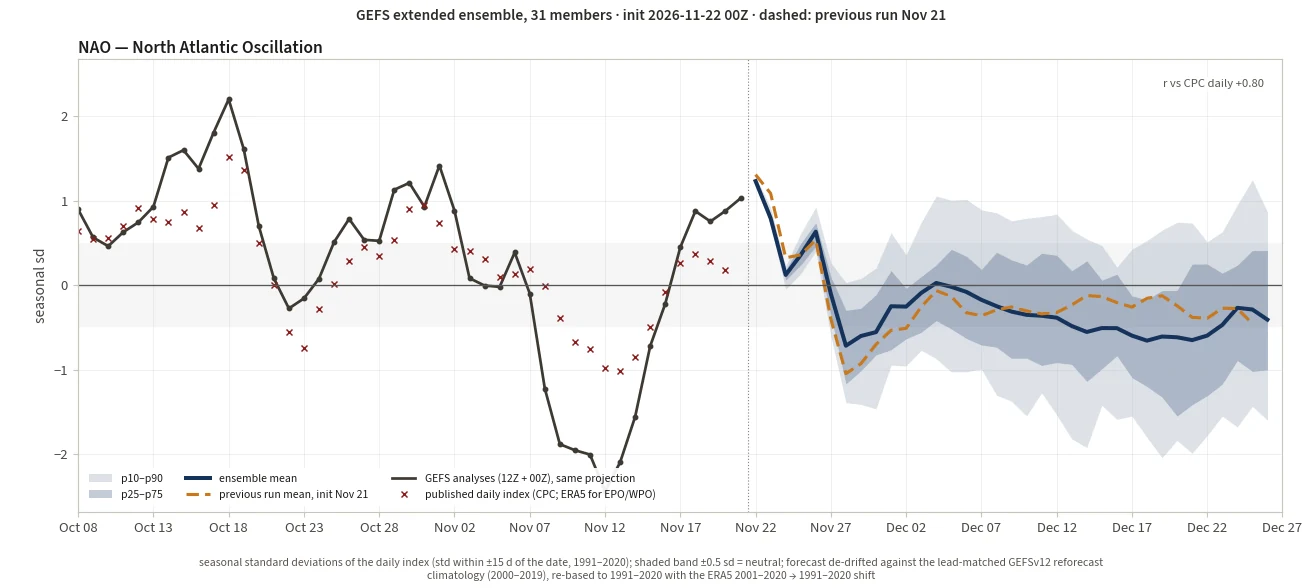 GEFS extended ensemble, 31 members · init 2026-11-22 00Z · dashed: previous run Nov 21
NAO — North Atlantic Oscillation
r vs CPC daily +0.80
seasonal sd
2
1
0
−1
−2
p10–p90
ensemble mean
GEFS analyses (12Z + 00Z), same projection
p25–p75
previous run mean, init Nov 21
published daily index (CPC; ERA5 for EPO/WPO)
Oct 08
Oct 13
Oct 18
Oct 23
Oct 28
Nov 02
Nov 07
Nov 12
Nov 17
Nov 22
Nov 27
Dec 02
Dec 07
Dec 12
Dec 17
Dec 22
Dec 27
seasonal standard deviations of the daily index (std within ±15 d of the date, 1991–2020); shaded band ±0.5 sd = neutral; forecast de-drifted against the lead-matched GEFSv12 reforecast
climatology (2000–2019), re-based to 1991–2020 with the ERA5 2001–2020 → 1991–2020 shift